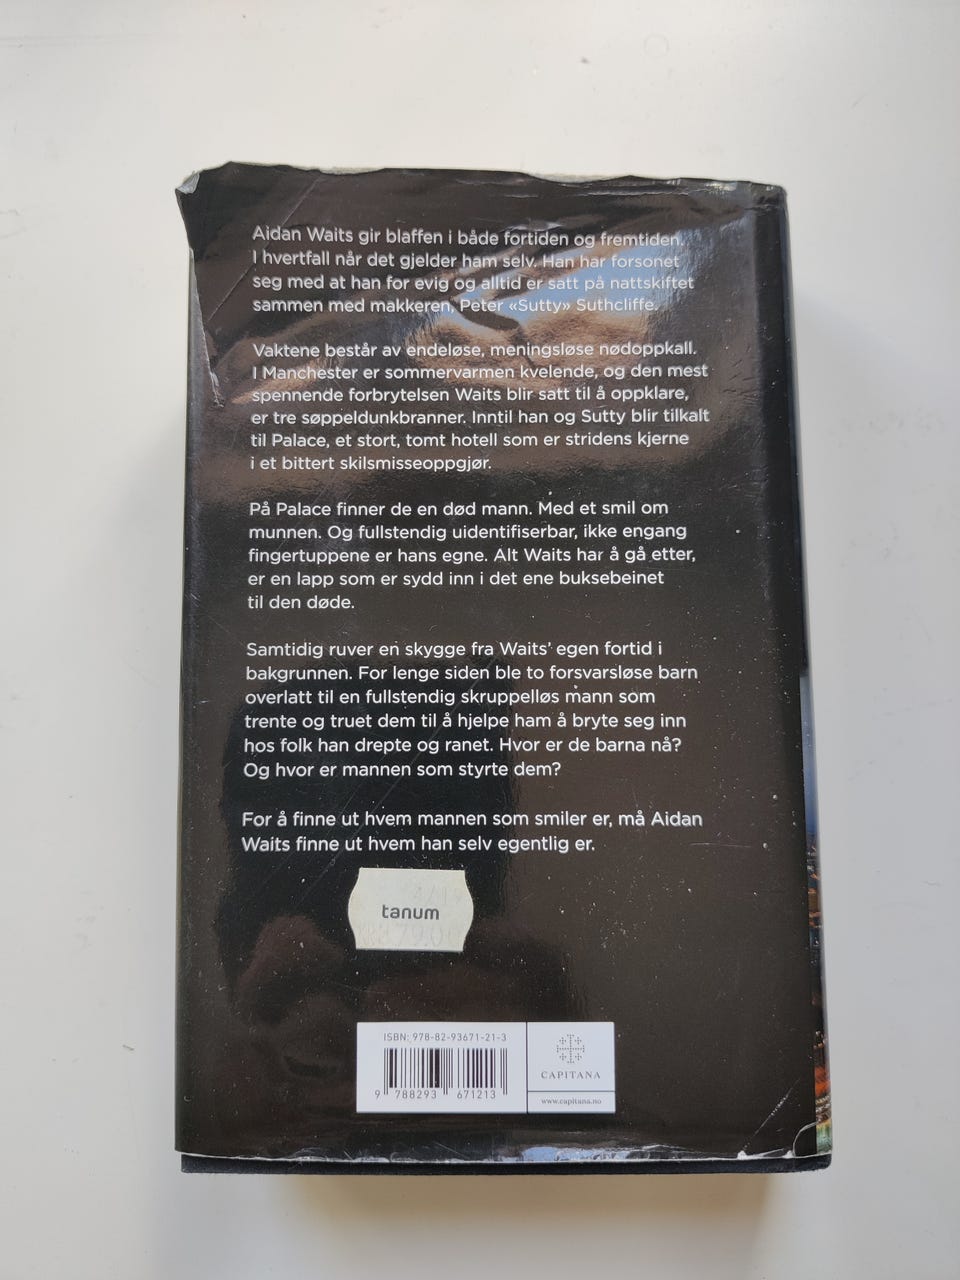 Aidan Waits gir blaffen i både fortiden og fremtiden.
I hvertfall når det gjelder ham selv. Han har forsonet
seg med at han for evig og alltid er satt på nattskiftet
sammen med makkeren, Peter «Sutty» Suthcliffe.
Vaktene består av endeløse, meningsløse nødoppkall.
I Manchester er sommervarmen kvelende, og den mest
spennende forbrytelsen Waits blir satt til å oppklare,
er tre søppeldunkbranner. Inntil han og Sutty blir tilkalt
til Palace, et stort, tomt hotell som er stridens kjerne
i et bittert skilsmisseoppgjør.
På Palace finner de en død mann. Med et smil om
munnen. Og fullstendig uidentifiserbar, ikke engang
fingertuppene er hans egne. Alt Waits har å gå etter,
er en lapp som er sydd inn i det ene buksebeinet
til den døde.
Samtidig ruver en skygge fra Waits’ egen fortid i
bakgrunnen. For lenge siden ble to forsvarsløse barn
overlatt til en fullstendig skruppelløs mann som
trente og truet dem til å hjelpe ham å bryte seg inn
hos folk han drepte og ranet. Hvor er de barna nå?
Og hvor er mannen som styrte dem?
For å finne ut hvem mannen som smiler er, må Aidan
Waits finne ut hvem han selv egentlig er.
tanum
ISBN: 978-82-93671-21-3
9 788293 671213
CAPITANA
www.capitana.no